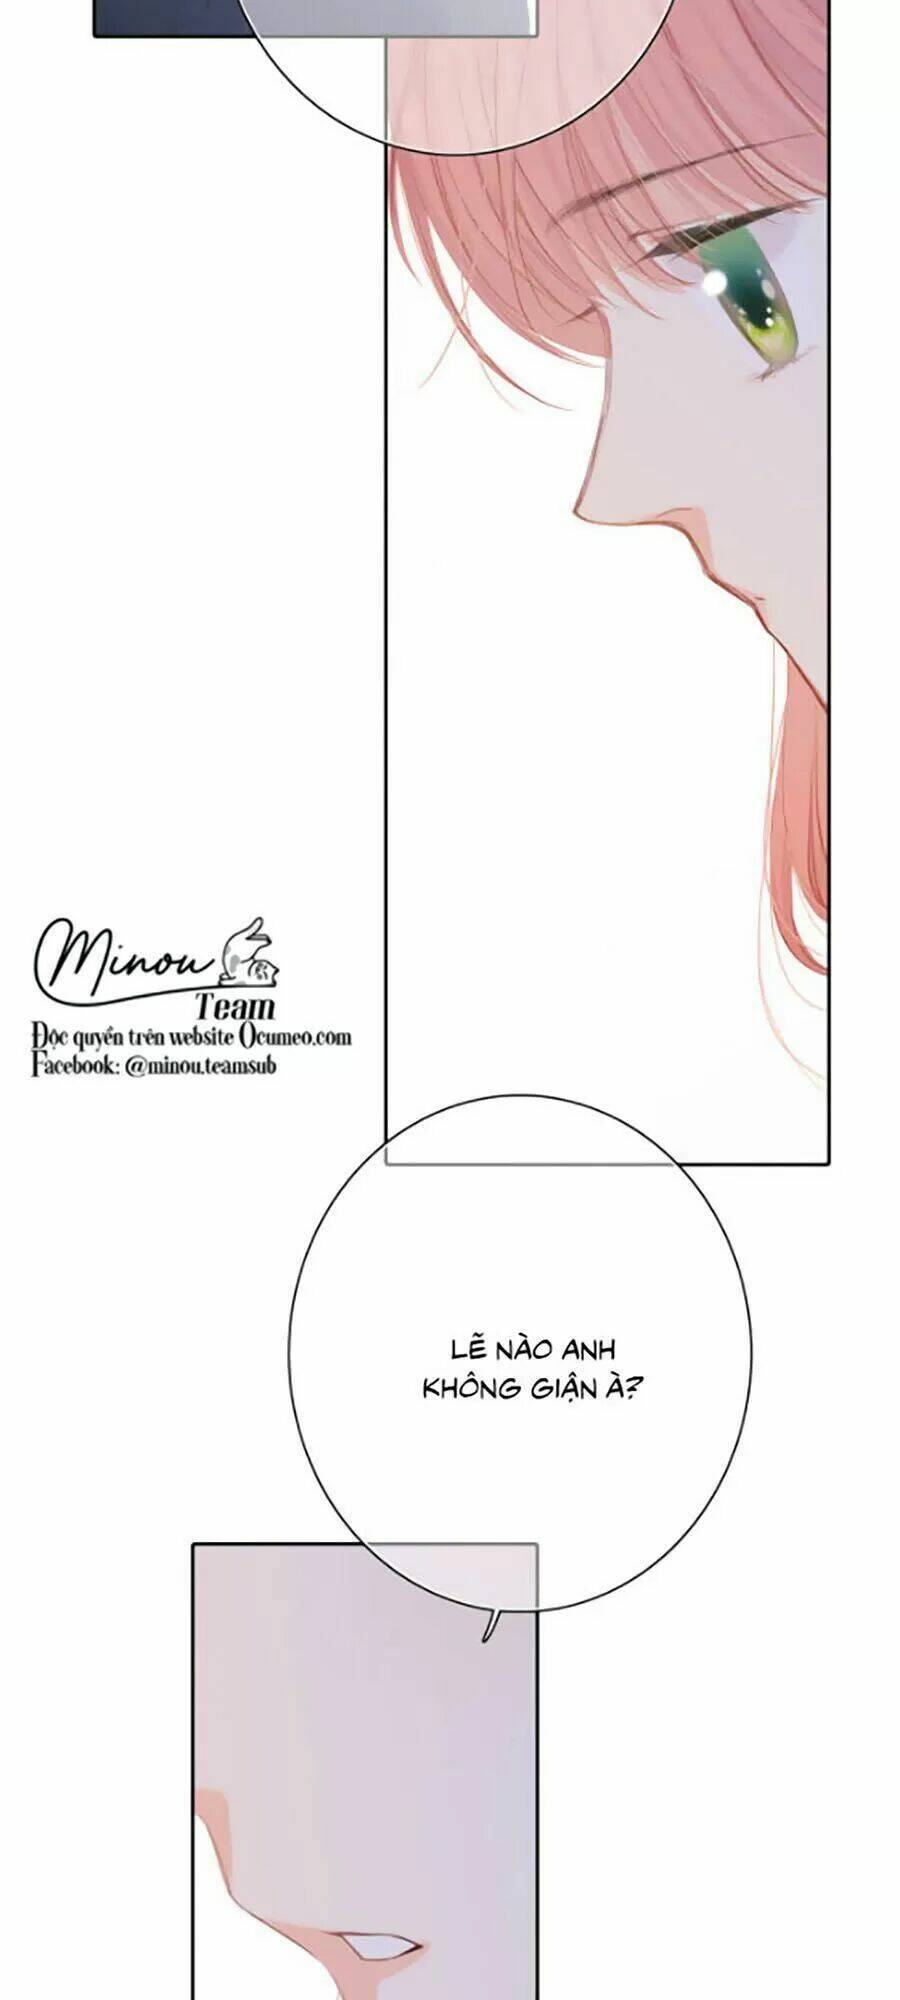 Minou
Team
Độc quyền trên website Ocumeo.com
Facebook: @minou.teamsub
LẼ NÀO ANH
KHÔNG GIẬN À?